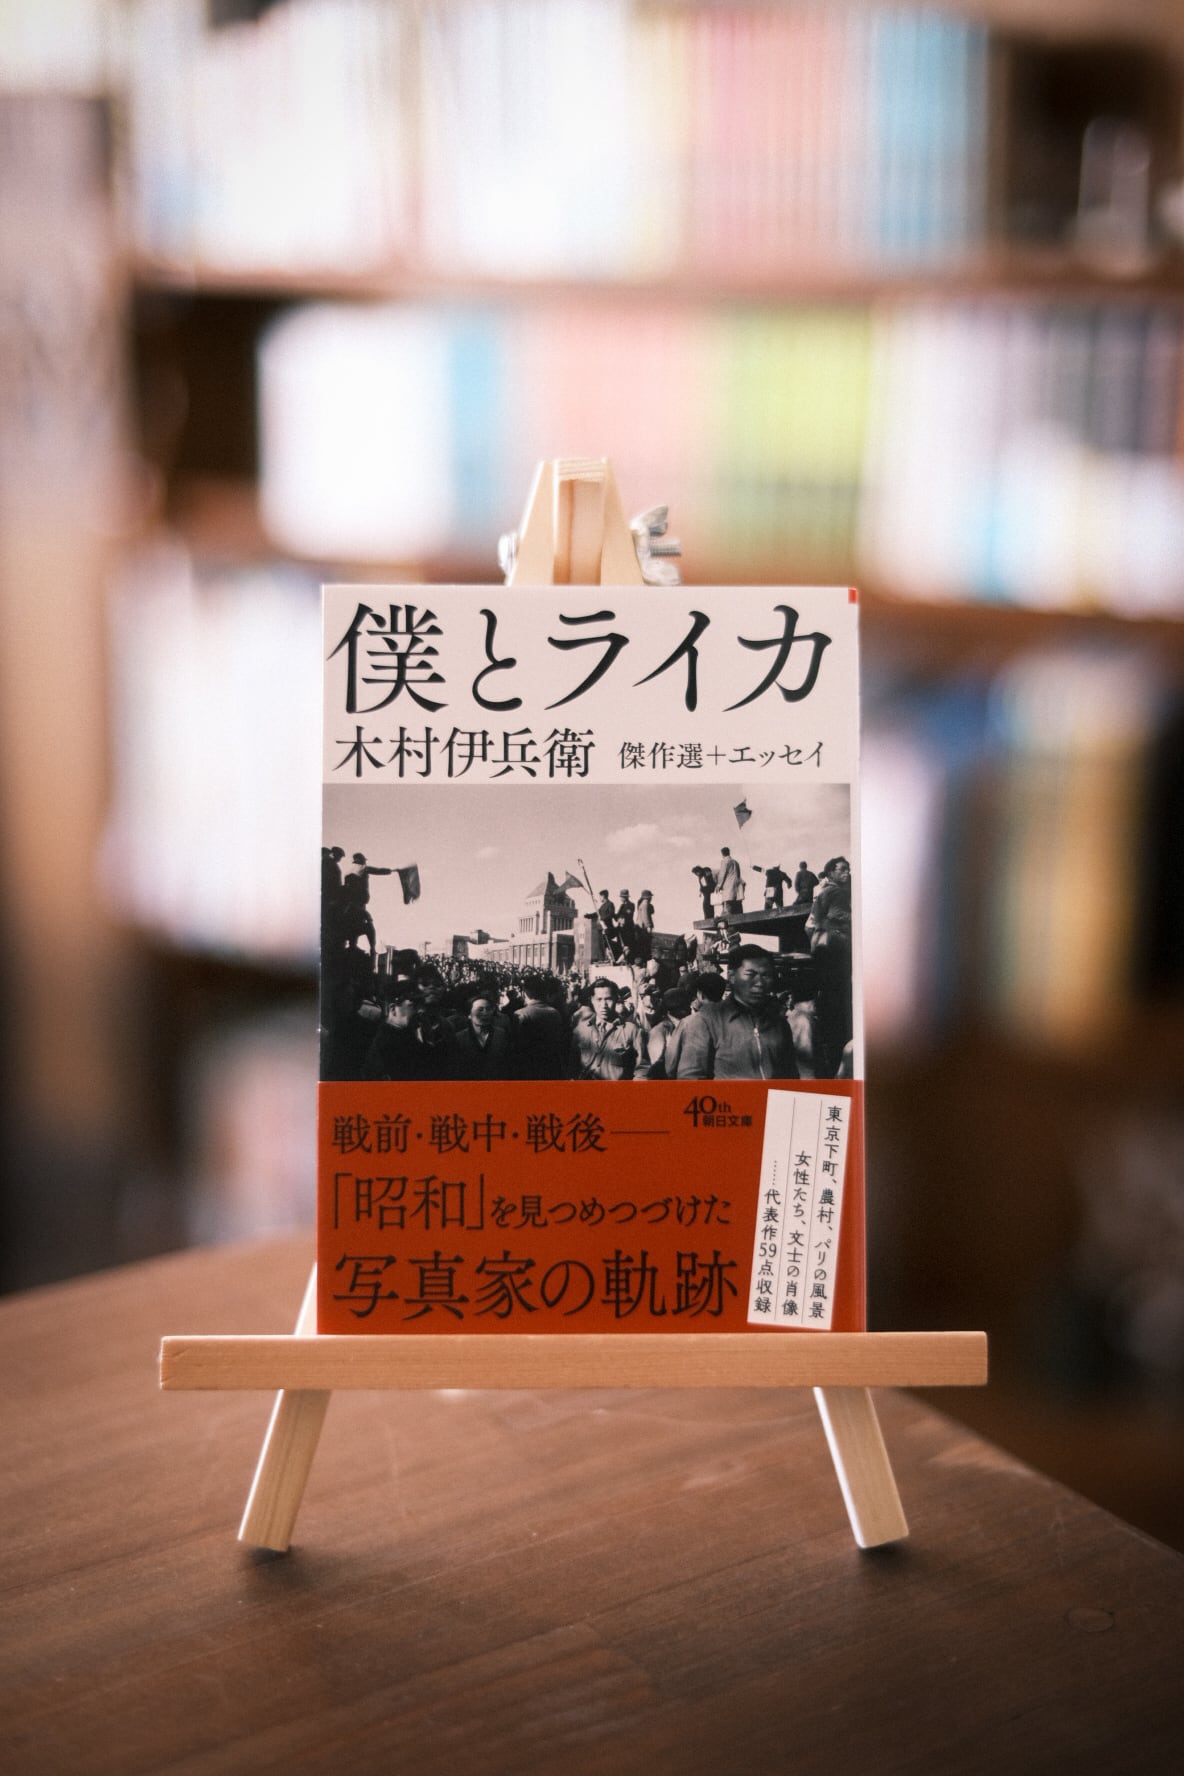 僕とライカ
木村伊兵衛 傑作選+エッセイ
40th
朝日文庫
戦前・戦中・戦後──
「昭和」を見つめつづけた
写真家の軌跡
東京下町、農村、パリの風景
女性たち、文士の肖像
……代表作59点収録